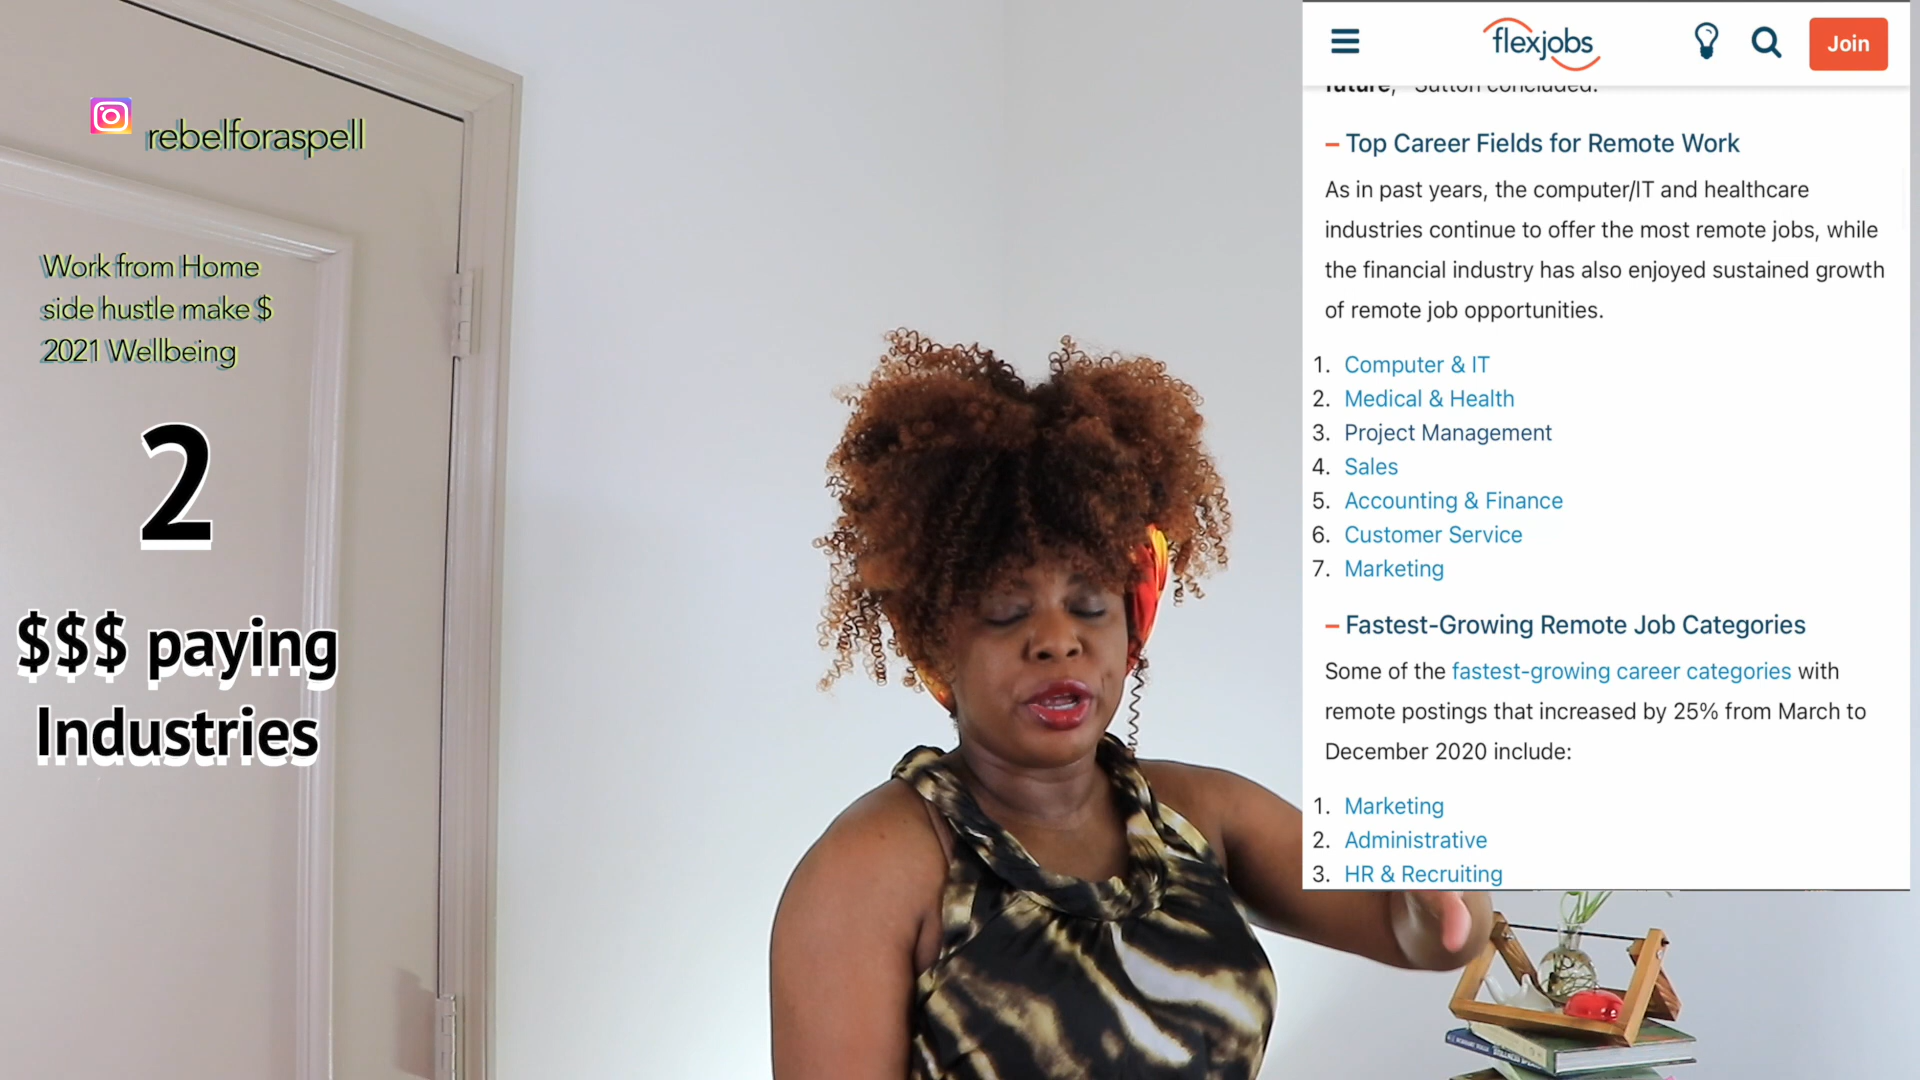 rebelforaspell
Work from Home
side hustle make $
2021 Wellbeing
2
$$$ paying
Industries
flexjobs
Join
future," Sutton concluded.
– Top Career Fields for Remote Work
As in past years, the computer/IT and healthcare
industries continue to offer the most remote jobs, while
the financial industry has also enjoyed sustained growth
of remote job opportunities.
1. Computer & IT
2. Medical & Health
3. Project Management
4. Sales
5. Accounting & Finance
6. Customer Service
7. Marketing
– Fastest-Growing Remote Job Categories
Some of the fastest-growing career categories with
remote postings that increased by 25% from March to
December 2020 include:
1. Marketing
2. Administrative
3. HR & Recruiting